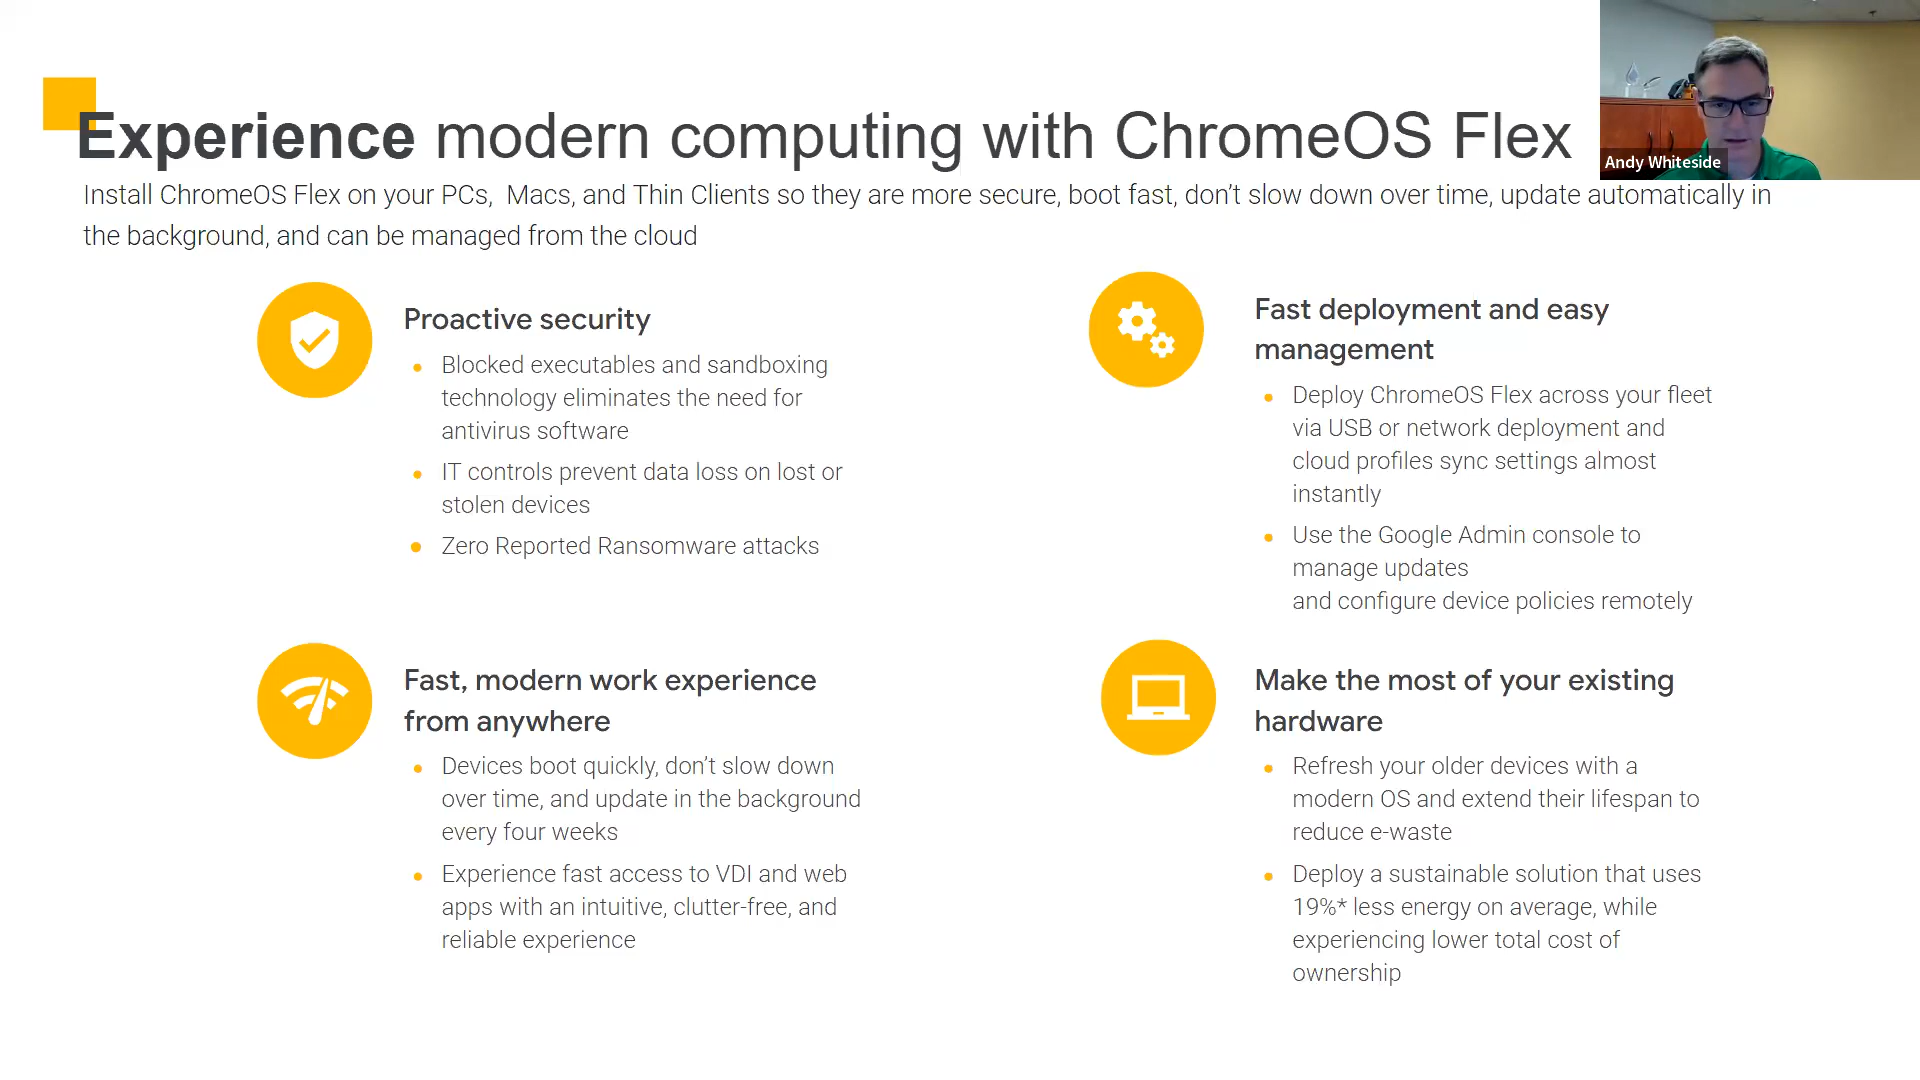 Experience modern computing with ChromeOS Flex
Andy Whiteside
Install ChromeOS Flex on your PCs,  Macs, and Thin Clients so they are more secure, boot fast, don’t slow down over time, update automatically in
the background, and can be managed from the cloud
Proactive security
• Blocked executables and sandboxing
technology eliminates the need for
antivirus software
• IT controls prevent data loss on lost or
stolen devices
• Zero Reported Ransomware attacks
Fast deployment and easy
management
• Deploy ChromeOS Flex across your fleet
via USB or network deployment and
cloud profiles sync settings almost
instantly
• Use the Google Admin console to
manage updates
and configure device policies remotely
Fast, modern work experience
from anywhere
• Devices boot quickly, don’t slow down
over time, and update in the background
every four weeks
• Experience fast access to VDI and web
apps with an intuitive, clutter-free, and
reliable experience
Make the most of your existing
hardware
• Refresh your older devices with a
modern OS and extend their lifespan to
reduce e-waste
• Deploy a sustainable solution that uses
19%* less energy on average, while
experiencing lower total cost of
ownership